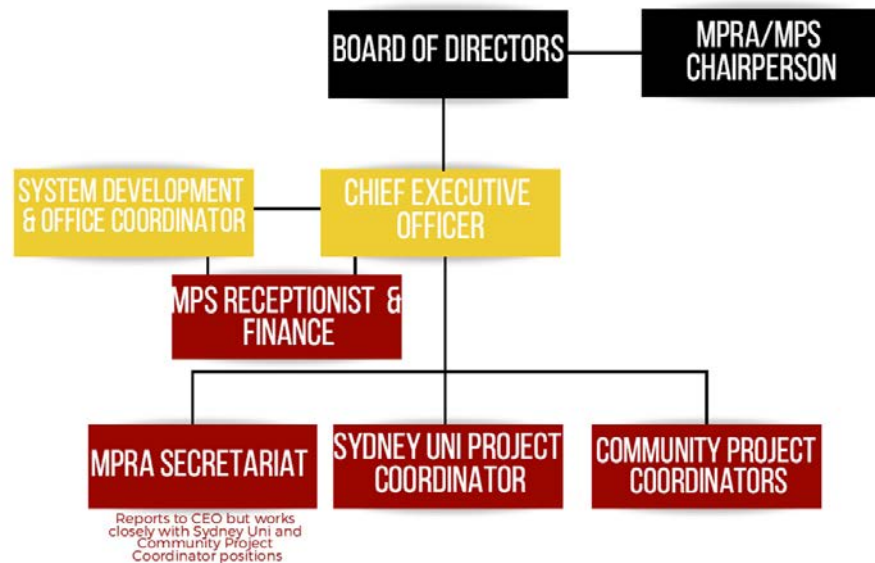 BOARD OF DIRECTORS
MPRA/MPS
CHAIRPERSON
SYSTEM DEVELOPMENT
& OFFICE COORDINATOR
CHIEF EXECUTIVE
OFFICER
MPS RECEPTIONIST &
FINANCE
MPRA SECRETARIAT
SYDNEY UNI PROJECT
COORDINATOR
COMMUNITY PROJECT
COORDINATORS
Reports to CEO but works
closely with Sydney Uni and
Community Project
Coordinator positions